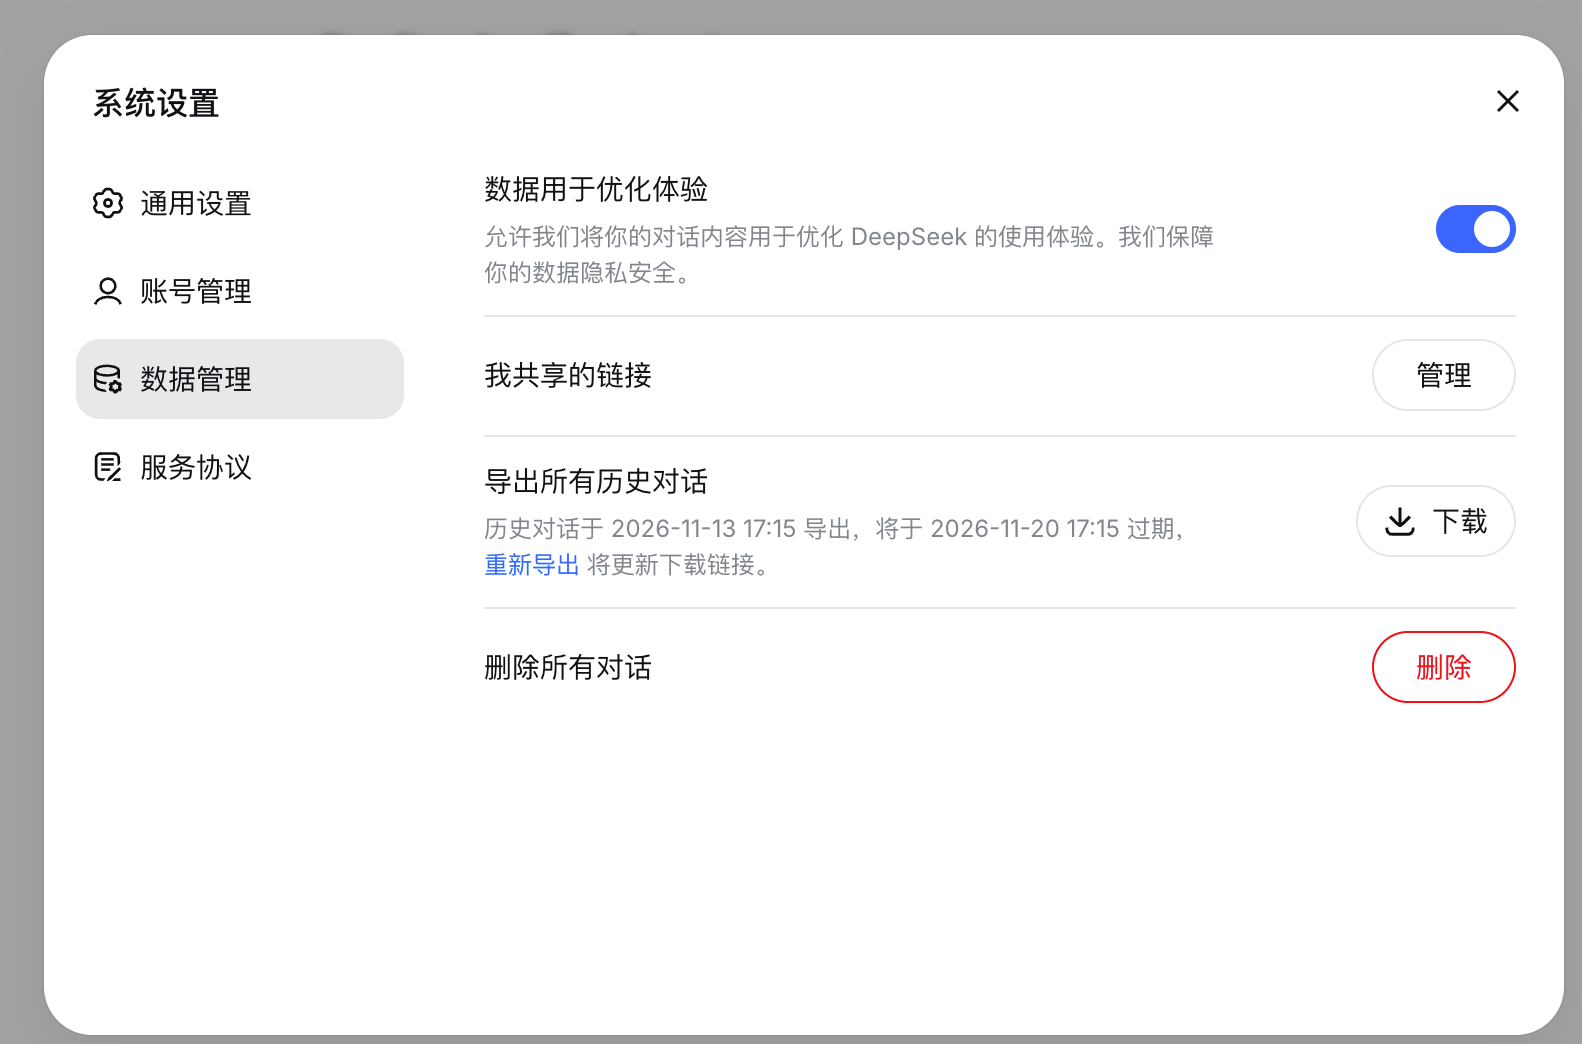 系统设置
通用设置
账号管理
数据管理
服务协议
数据用于优化体验
允许我们将你的对话内容用于优化 DeepSeek 的使用体验。我们保障
你的数据隐私安全。
我共享的链接
管理
导出所有历史对话
历史对话于 2026-11-13 17:15 导出，将于 2026-11-20 17:15 过期，
重新导出 将更新下载链接。
下载
删除所有对话
删除